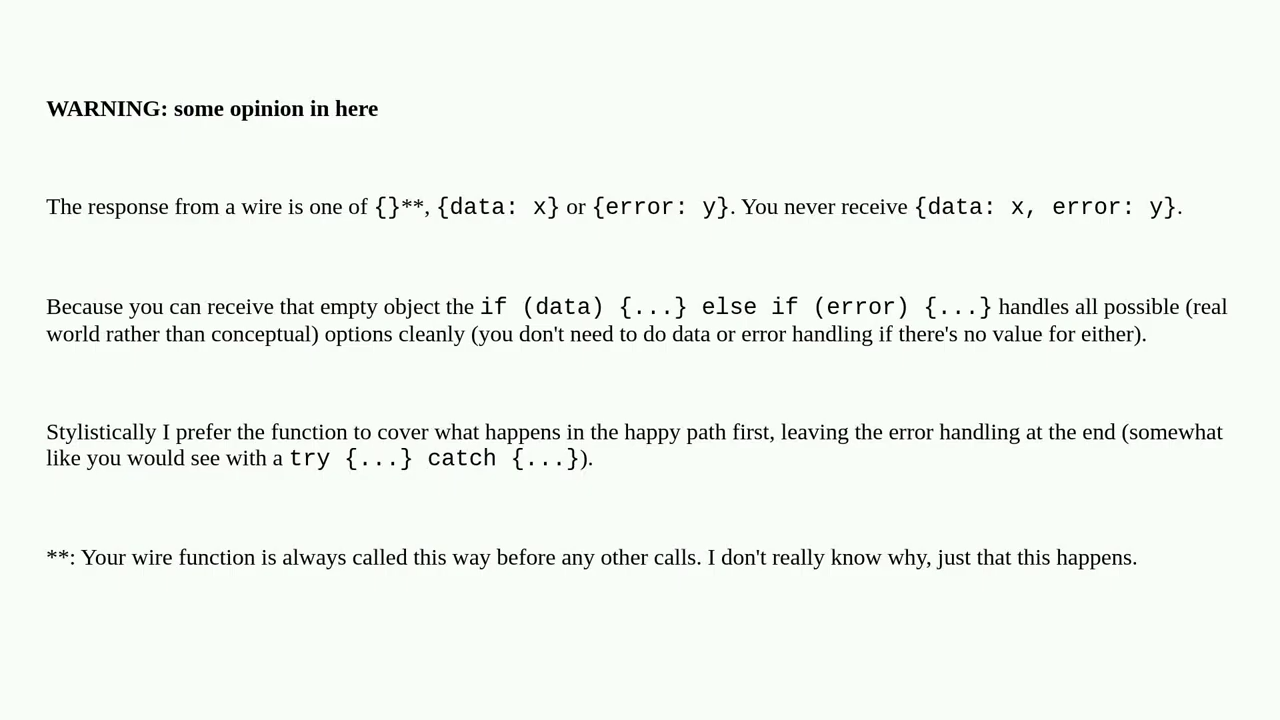 WARNING: some opinion in here
The response from a wire is one of {}**, {data: x} or {error: y}. You never receive {data: x, error: y}.
Because you can receive that empty object the if (data) {...} else if (error) {...} handles all possible (real
world rather than conceptual) options cleanly (you don't need to do data or error handling if there's no value for either).
Stylistically I prefer the function to cover what happens in the happy path first, leaving the error handling at the end (somewhat
like you would see with a try {...} catch {...}).
**: Your wire function is always called this way before any other calls. I don't really know why, just that this happens.